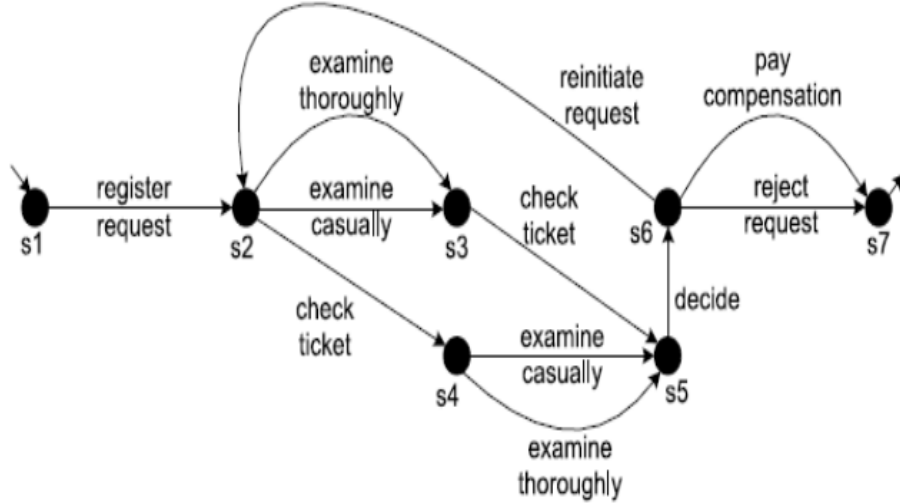 examine
thoroughly
reinitiate
request
pay
compensation
register
request
examine
casually
check
ticket
reject
request
s1
s2
s3
s6
s7
check
ticket
decide
examine
casually
s4
s5
examine
thoroughly